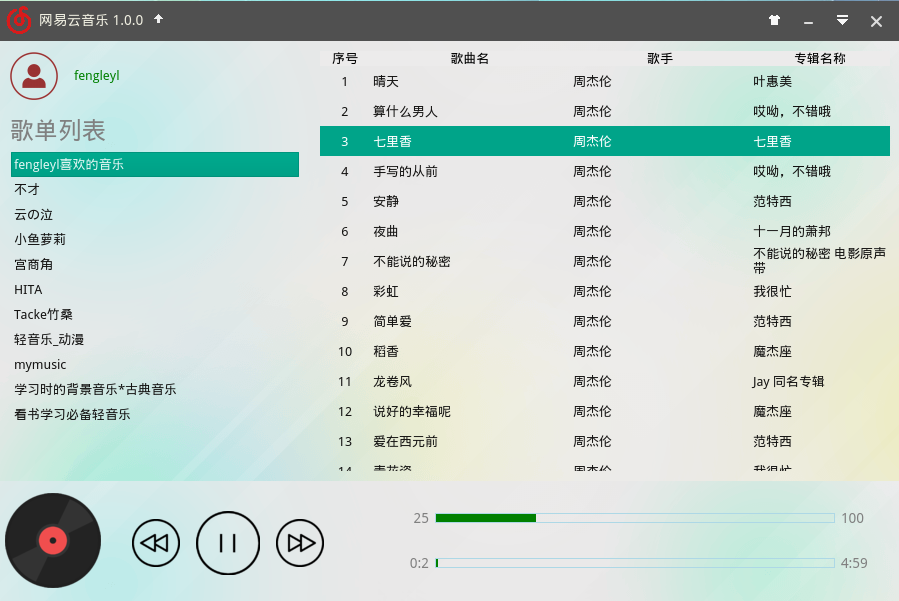 网易云音乐 1.0.0
fengleyl
歌单列表
fengleyl喜欢的音乐
不才
云の泣
小鱼萝莉
宫商角
HITA
Tacke竹桑
轻音乐_动漫
mymusic
学习时的背景音乐*古典音乐
看书学习必备轻音乐
序号 歌曲名 歌手 专辑名称
1 晴天 周杰伦 叶惠美
2 算什么男人 周杰伦 哎呦，不错哦
3 七里香 周杰伦 七里香
4 手写的从前 周杰伦 哎呦，不错哦
5 安静 周杰伦 范特西
6 夜曲 周杰伦 十一月的萧邦
7 不能说的秘密 周杰伦 不能说的秘密 电影原声
带
8 彩虹 周杰伦 我很忙
9 简单爱 周杰伦 范特西
10 稻香 周杰伦 魔杰座
11 龙卷风 周杰伦 Jay 同名专辑
12 说好的幸福呢 周杰伦 魔杰座
13 爱在西元前 周杰伦 范特西
14 青花瓷 周杰伦 我很忙
25 100
0:2 4:59